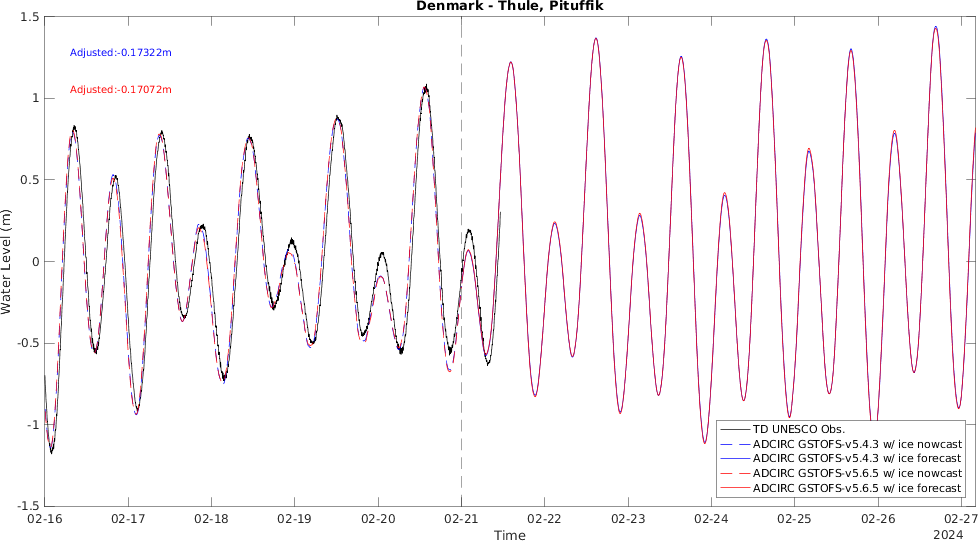 Denmark - Thule, Pituffik
Adjusted:-0.17322m
Adjusted:-0.17072m
Water Level (m)
1.5
1
0.5
0
-0.5
-1
-1.5
TD UNESCO Obs.
ADCIRC GSTOFS-v5.4.3 w/ ice nowcast
ADCIRC GSTOFS-v5.4.3 w/ ice forecast
ADCIRC GSTOFS-v5.6.5 w/ ice nowcast
ADCIRC GSTOFS-v5.6.5 w/ ice forecast
02-16 02-17 02-18 02-19 02-20 02-21 02-22 02-23 02-24 02-25 02-26 02-27
Time
2024